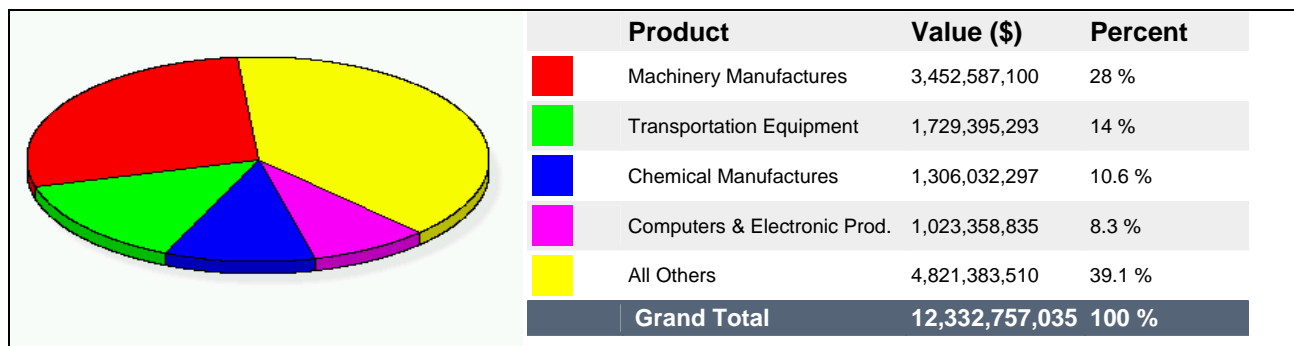 Product Value ($) Percent
Machinery Manufactures 3,452,587,100 28 %
Transportation Equipment 1,729,395,293 14 %
Chemical Manufactures 1,306,032,297 10.6 %
Computers & Electronic Prod. 1,023,358,835 8.3 %
All Others 4,821,383,510 39.1 %
Grand Total 12,332,757,035 100 %